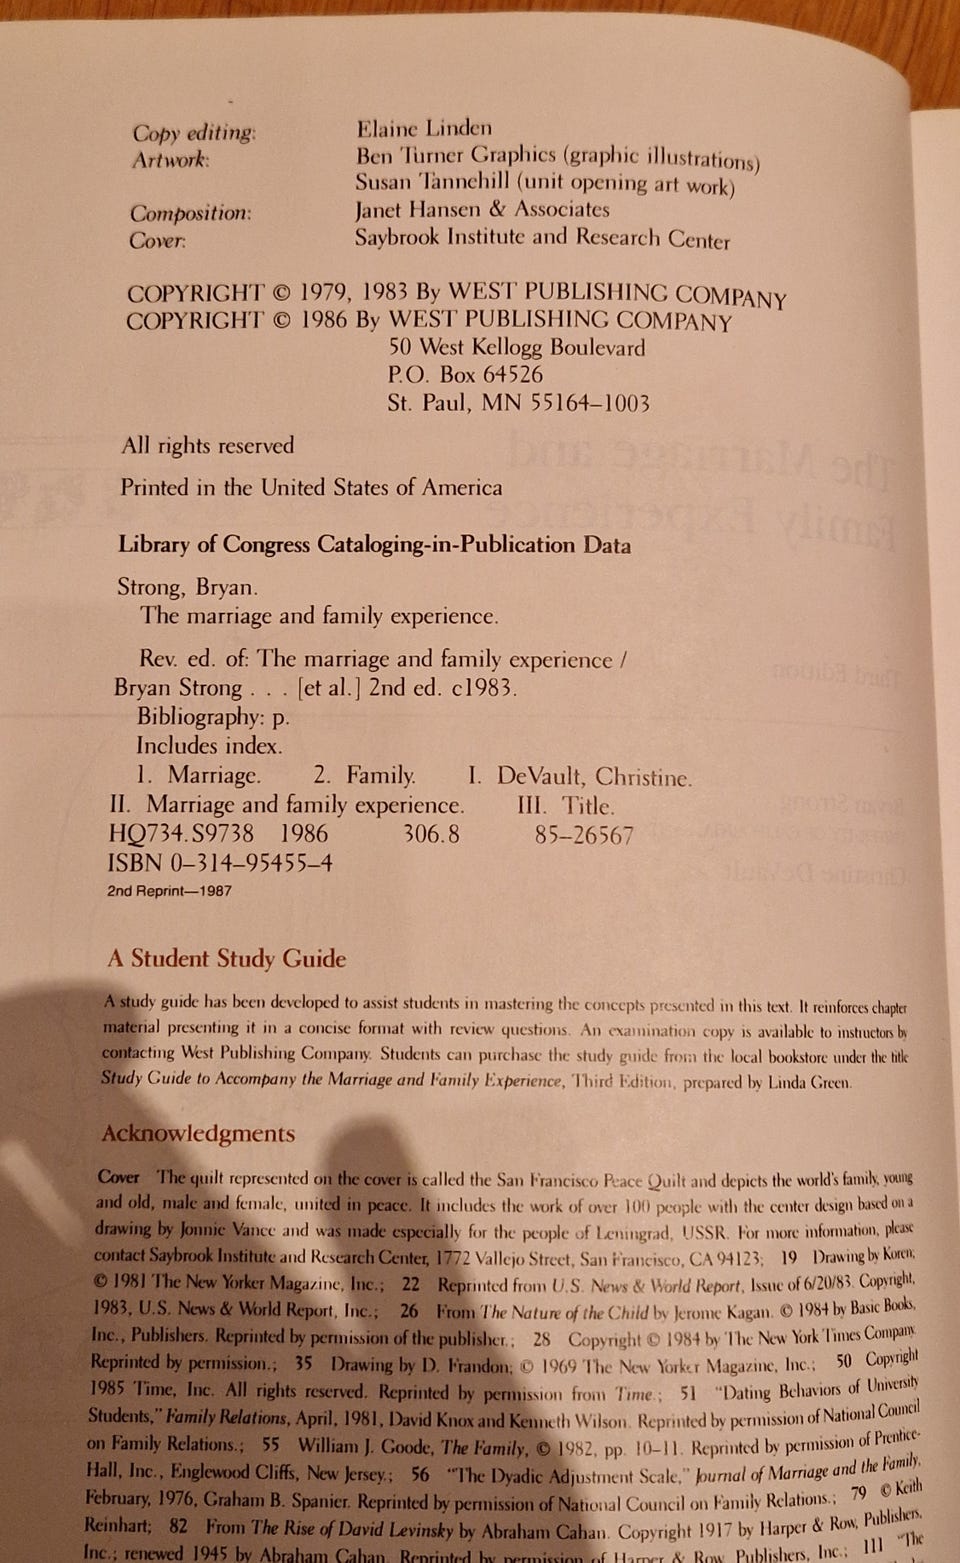 Copy editing: Elaine Linden
Artwork: Ben Turner Graphics (graphic illustrations)
Susan Tannehill (unit opening art work)
Composition: Janet Hansen & Associates
Cover: Saybrook Institute and Research Center
COPYRIGHT © 1979, 1983 By WEST PUBLISHING COMPANY
COPYRIGHT © 1986 By WEST PUBLISHING COMPANY
50 West Kellogg Boulevard
P.O. Box 64526
St. Paul, MN 55164–1003
All rights reserved
Printed in the United States of America
Library of Congress Cataloging-in-Publication Data
Strong, Bryan.
The marriage and family experience.
Rev. ed. of: The marriage and family experience /
Bryan Strong . . . [et al.] 2nd ed. c1983.
Bibliography: p.
Includes index.
1. Marriage. 2. Family. I. DeVault, Christine.
II. Marriage and family experience. III. Title.
HQ734.S9738 1986 306.8 85–26567
ISBN 0–314–95455–4
2nd Reprint—1987
A Student Study Guide
A study guide has been developed to assist students in mastering the concepts presented in this text. It reinforces chapter
material presenting it in a concise format with review questions. An examination copy is available to instructors by
contacting West Publishing Company. Students can purchase the study guide from the local bookstore under the title
Study Guide to Accompany the Marriage and Family Experience, Third Edition, prepared by Linda Green.
Acknowledgments
Cover The quilt represented on the cover is called the San Francisco Peace Quilt and depicts the world's family, young
and old, male and female, united in peace. It includes the work of over 100 people with the center design based on a
drawing by Jonnie Vance and was made especially for the people of Leningrad, USSR. For more information, please
contact Saybrook Institute and Research Center, 1772 Vallejo Street, San Francisco, CA 94123; 19 Drawing by Koren;
© 1981 The New Yorker Magazine, Inc.; 22 Reprinted from U.S. News & World Report, Issue of 6/20/83. Copyright,
1983, U.S. News & World Report, Inc.; 26 From The Nature of the Child by Jerome Kagan. © 1984 by Basic Books,
Inc., Publishers. Reprinted by permission of the publisher.; 28 Copyright © 1984 by The New York Times Company.
Reprinted by permission.; 35 Drawing by D. Frandon; © 1969 The New Yorker Magazine, Inc.; 50 Copyright
1985 Time, Inc. All rights reserved. Reprinted by permission from Time.; 51 "Dating Behaviors of University
Students," Family Relations, April, 1981, David Knox and Kenneth Wilson. Reprinted by permission of National Council
on Family Relations.; 55 William J. Goode, The Family, © 1982, pp. 10–11. Reprinted by permission of Prentice-
Hall, Inc., Englewood Cliffs, New Jersey.; 56 "The Dyadic Adjustment Scale," Journal of Marriage and the Family,
February, 1976, Graham B. Spanier. Reprinted by permission of National Council on Family Relations.; 79 © Keith
Reinhart; 82 From The Rise of David Levinsky by Abraham Cahan. Copyright 1917 by Harper & Row, Publishers,
Inc.; renewed 1945 by Abraham Cahan. Reprinted by permission of Harper & Row, Publishers, Inc.; 111 "The